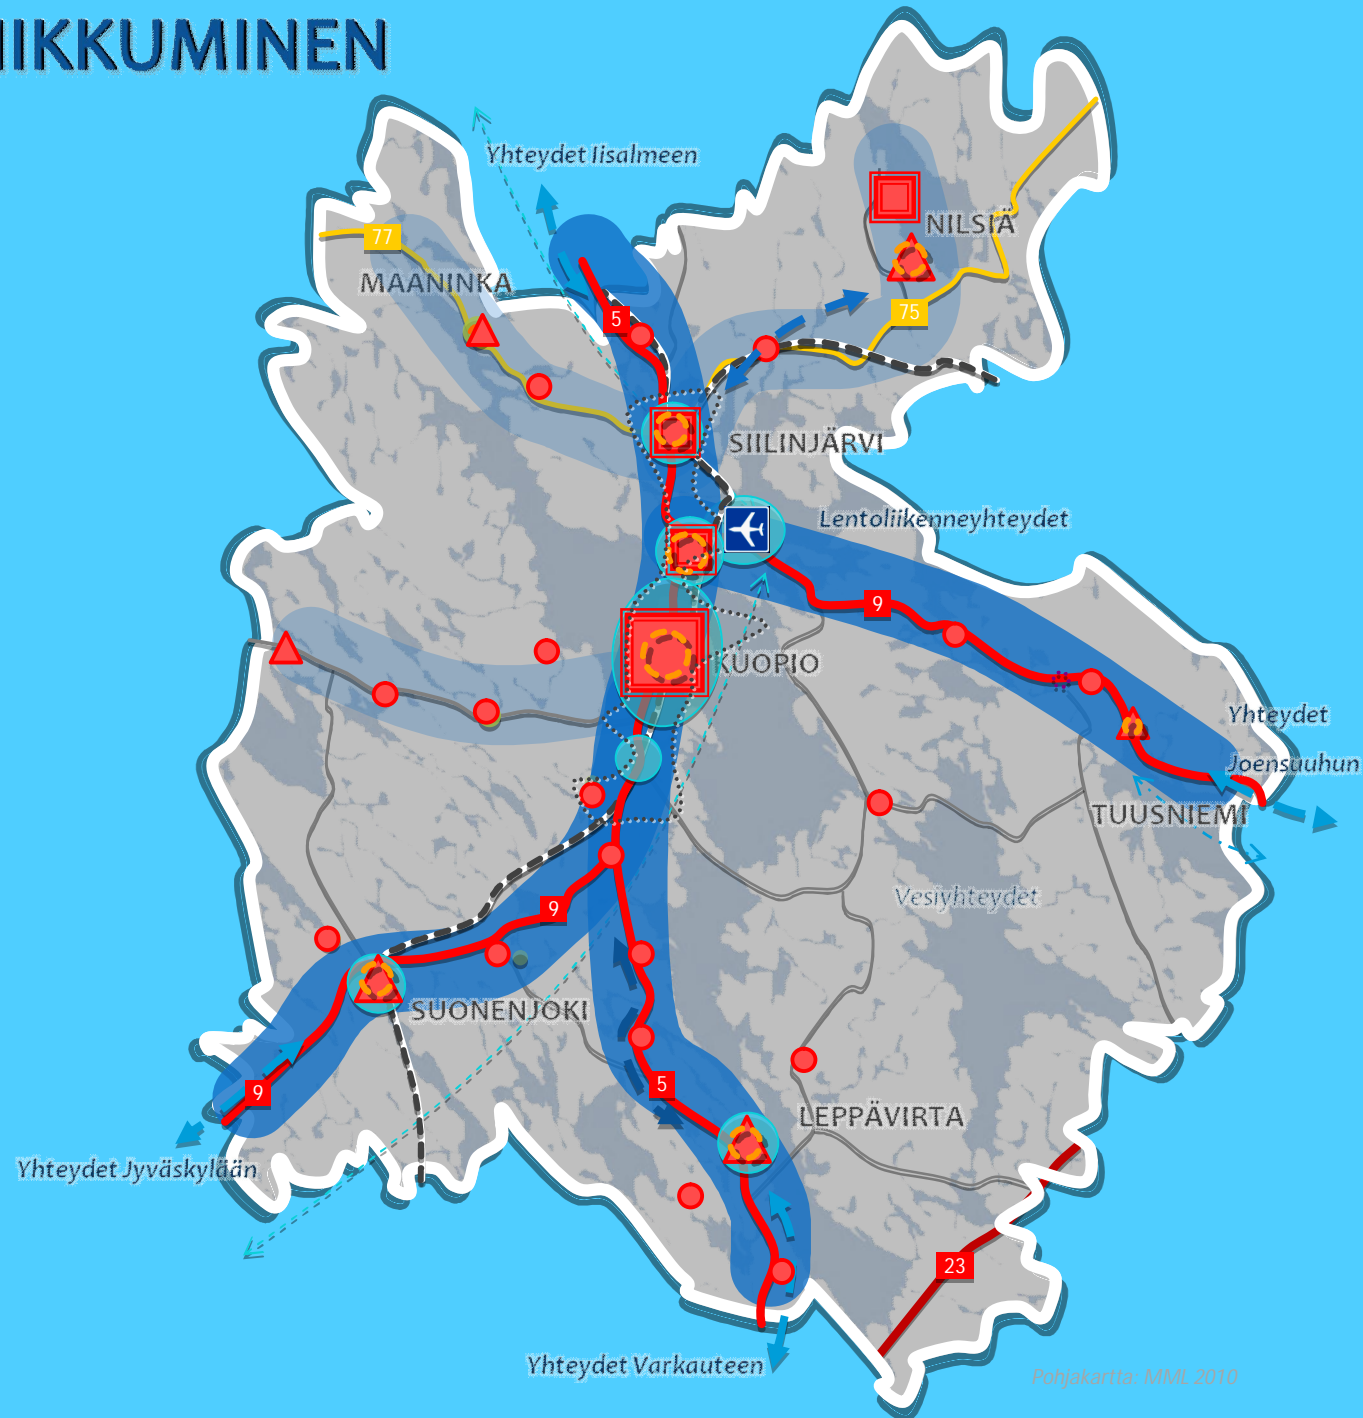 IIKKUMINEN
Yhteydet Iisalmeen
77
NILSIÄ
MAANINKA
75
5
SIILINJÄRVI
Lentoliikenneyhteydet
9
KUOPIO
Yhteydet
Joensuuhun
TUUSNIEMI
Vesiyhteydet
9
SUONENJOKI
5
9
LEPPÄVIRTA
Yhteydet Jyväskylään
23
Yhteydet Varkauteen
Pohjakartta: MML 2010